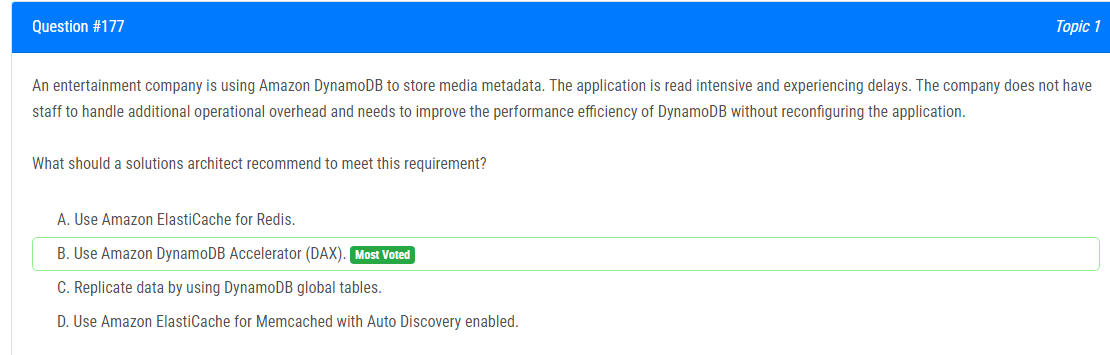 Question #177
Topic 1
An entertainment company is using Amazon DynamoDB to store media metadata. The application is read intensive and experiencing delays. The company does not have
staff to handle additional operational overhead and needs to improve the performance efficiency of DynamoDB without reconfiguring the application.
What should a solutions architect recommend to meet this requirement?
A. Use Amazon ElastiCache for Redis.
B. Use Amazon DynamoDB Accelerator (DAX). Most Voted
C. Replicate data by using DynamoDB global tables.
D. Use Amazon ElastiCache for Memcached with Auto Discovery enabled.